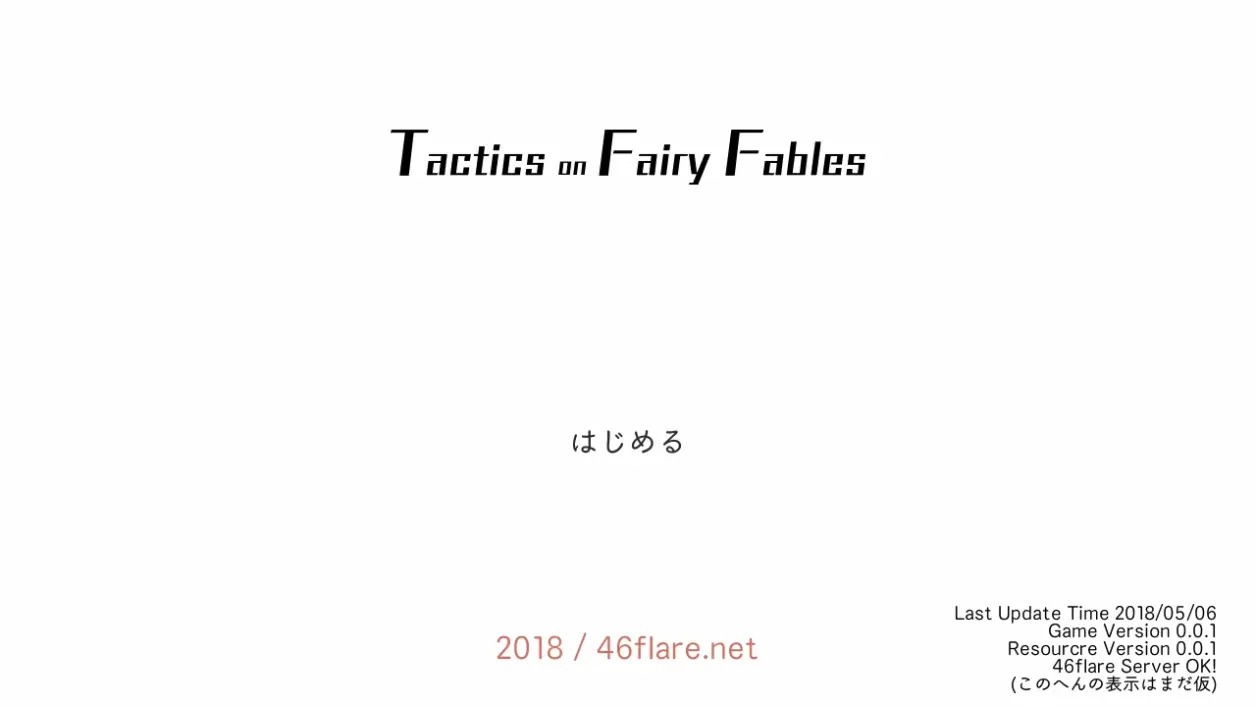 Tactics on Fairy Fables
はじめる
2018 / 46flare.net
Last Update Time 2018/05/06
Game Version 0.0.1
Resourcre Version 0.0.1
46flare Server OK!
(このへんの表示はまだ仮)